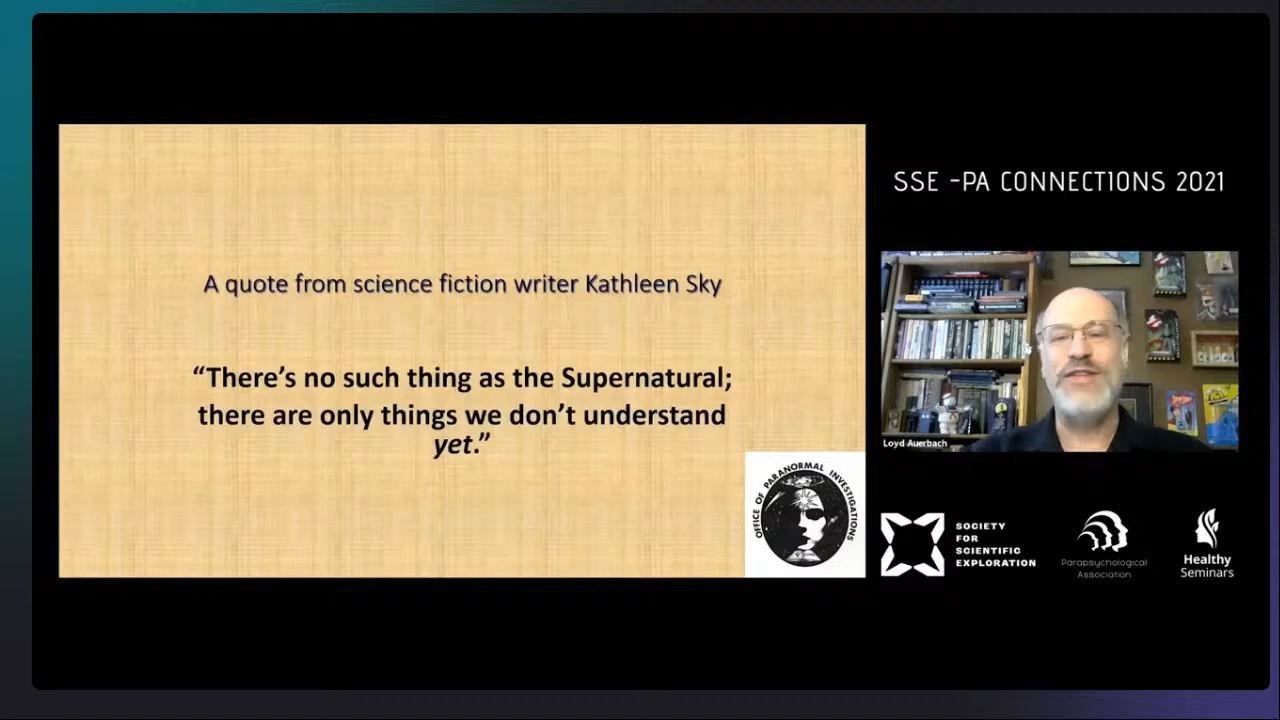 A quote from science fiction writer Kathleen Sky
“There’s no such thing as the Supernatural;
there are only things we don’t understand
yet.”
OFFICE OF PARANORMAL INVESTIGATIONS
SSE -PA CONNECTIONS 2021
Loyd Auerbach
SOCIETY
FOR
SCIENTIFIC
EXPLORATION
Parapsychological
Association
Healthy
Seminars